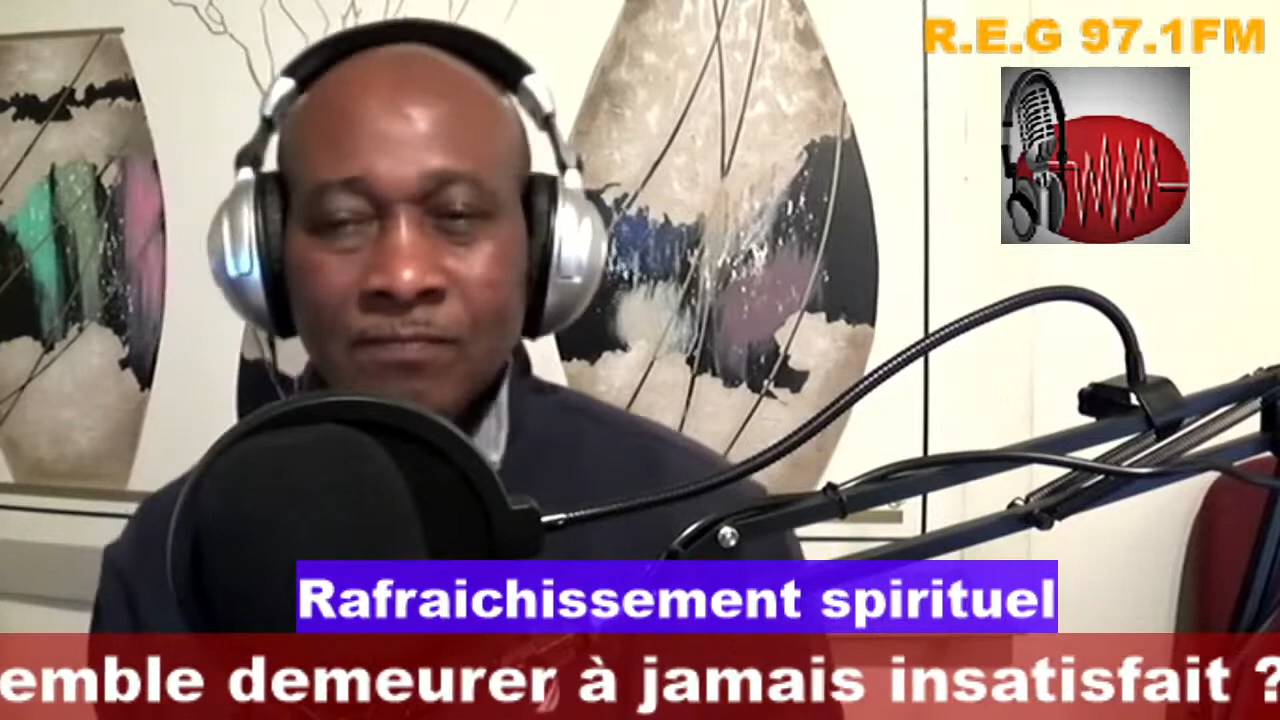 R.E.G 97.1FM
Rafraichissement spirituel
emble demeurer à jamais insatisfait ?